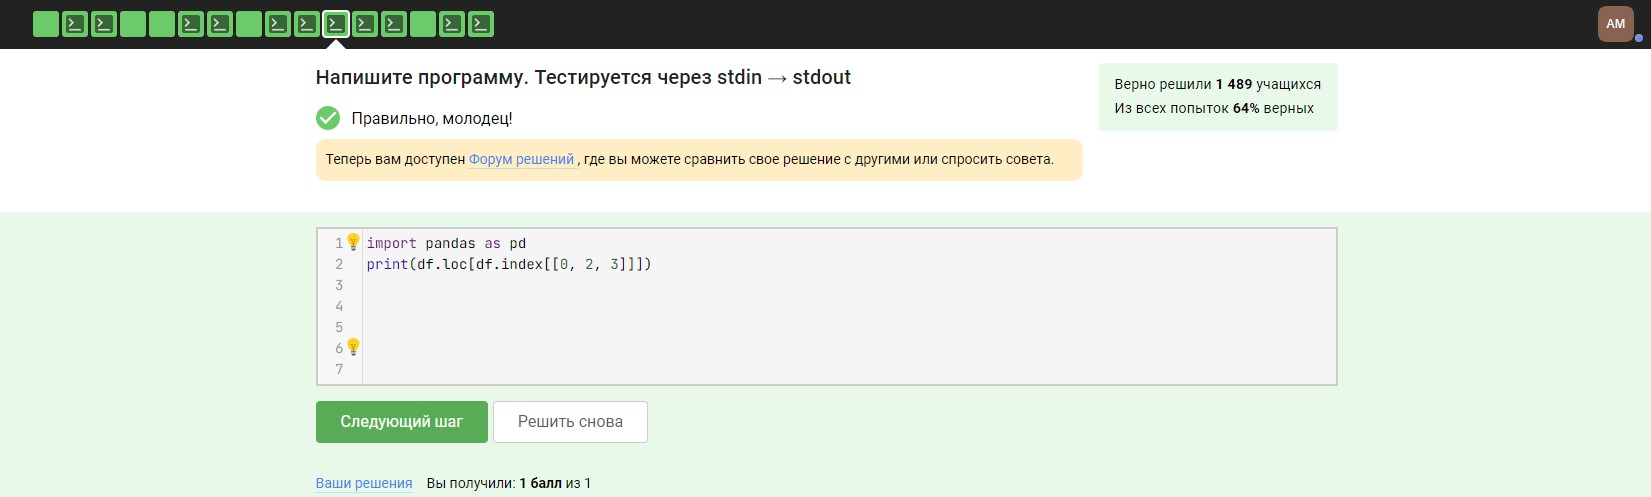 AM
Напишите программу. Тестируется через stdin → stdout
Верно решили 1 489 учащихся
Из всех попыток 64% верных
Правильно, молодец!
Теперь вам доступен Форум решений , где вы можете сравнить свое решение с другими или спросить совета.
1 import pandas as pd
2 print(df.loc[df.index[[0, 2, 3]]])
3
4
5
6
7
Следующий шаг
Решить снова
Ваши решения Вы получили: 1 балл из 1